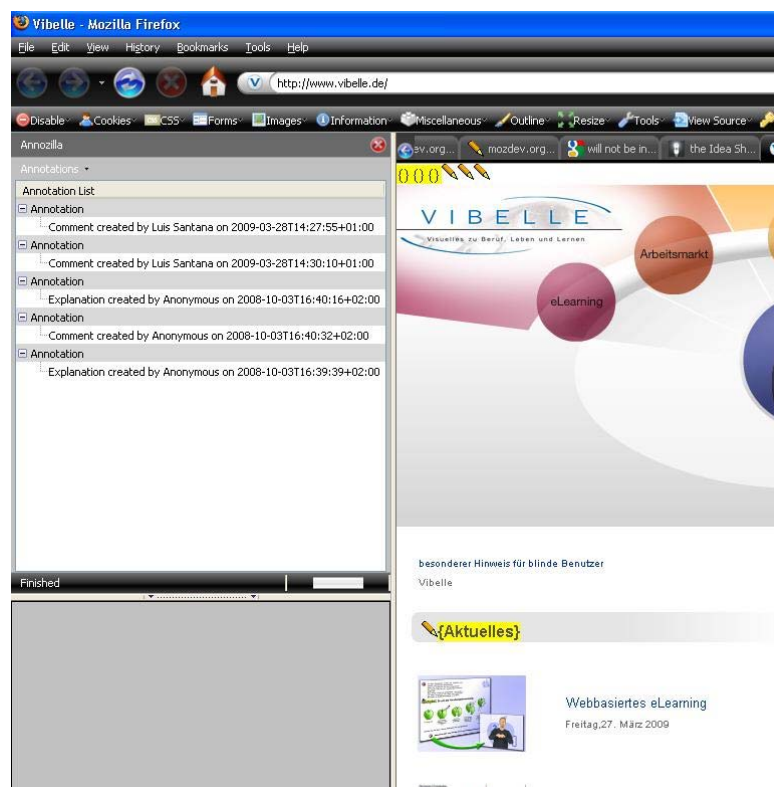 Vibelle - Mozilla Firefox
File Edit View History Bookmarks Tools Help
http://www.vibelle.de/
Disable Cookies CSS Forms Images Information Miscellaneous Outline Resize Tools View Source
Annozilla
ev.org... mozdev.org... will not be in... the Idea Sh...
Annotations
Annotation List
Annotation
Comment created by Luis Santana on 2009-03-28T14:27:55+01:00
Annotation
Comment created by Luis Santana on 2009-03-28T14:30:10+01:00
Annotation
Explanation created by Anonymous on 2008-10-03T16:40:16+02:00
Annotation
Comment created by Anonymous on 2008-10-03T16:40:32+02:00
Annotation
Explanation created by Anonymous on 2008-10-03T16:39:39+02:00
Finished
{} {} {}
VIBELLE
Visuelles zu Beruf, Leben und Lernen
Arbeitsmarkt
eLearning
besonderer Hinweis für blinde Benutzer
Vibelle
{Aktuelles}
Webbasiertes eLearning
Freitag,27. März 2009